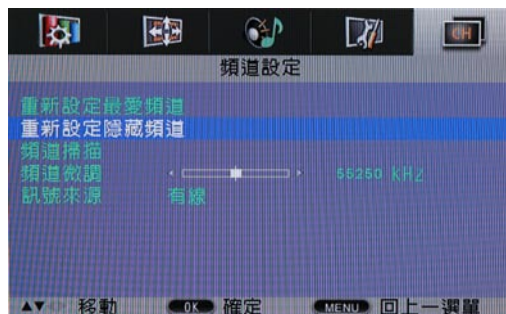 CH
頻道設定
重新設定最愛頻道
重新設定隱藏頻道
頻道掃描
頻道微調 55250 kHz
訊號來源 有線
▲▼ 移動 OK 確定 MENU 回上一選單